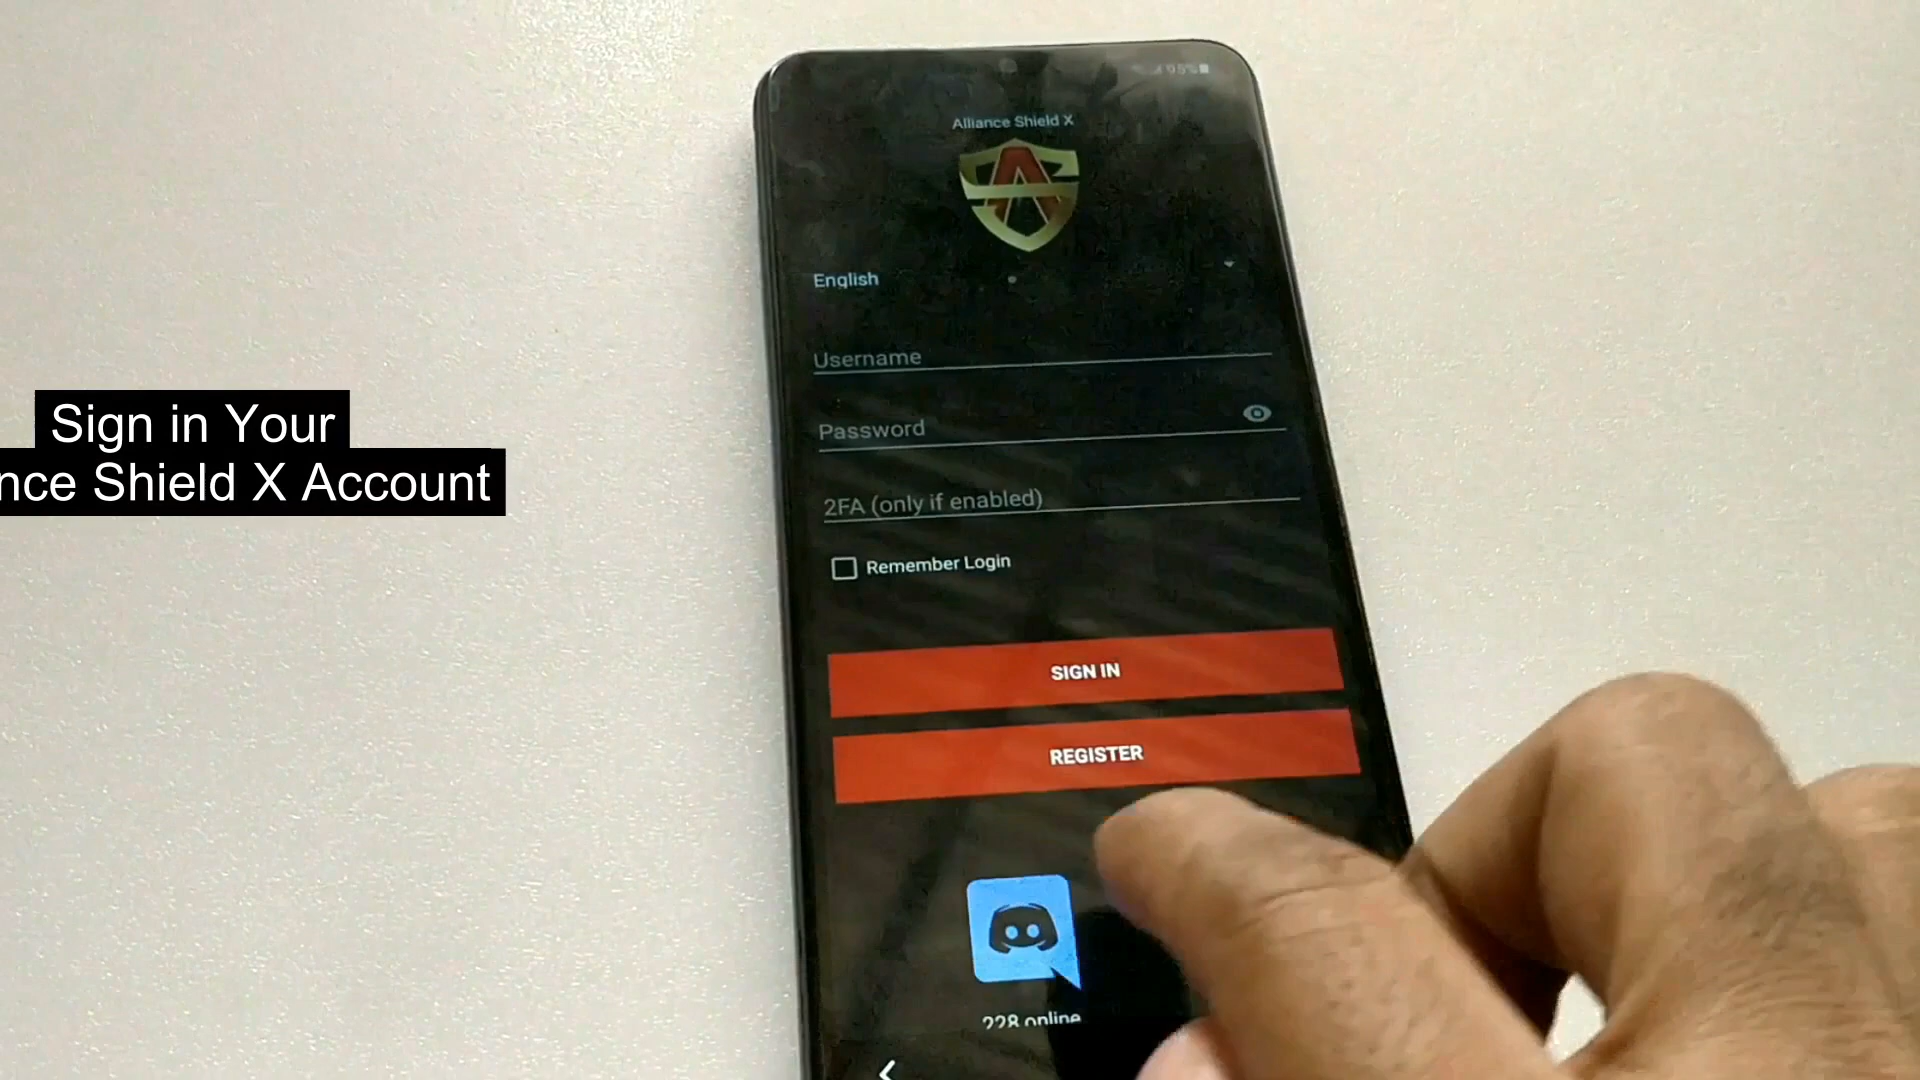 95%
Alliance Shield X
English
Username
Password
2FA (only if enabled)
Remember Login
SIGN IN
REGISTER
228 online
Sign in Your
nce Shield X Account